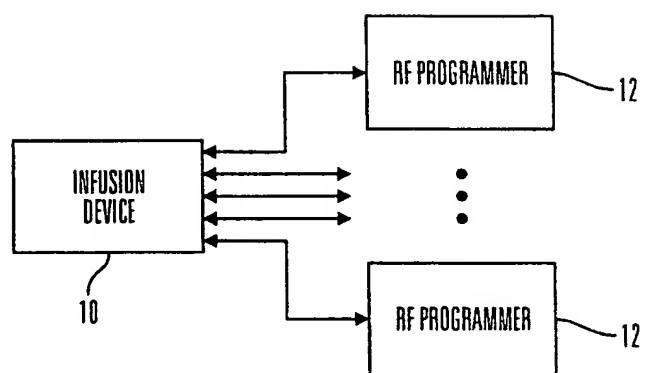 RF PROGRAMMER
12
INFUSION
DEVICE
10
RF PROGRAMMER
12